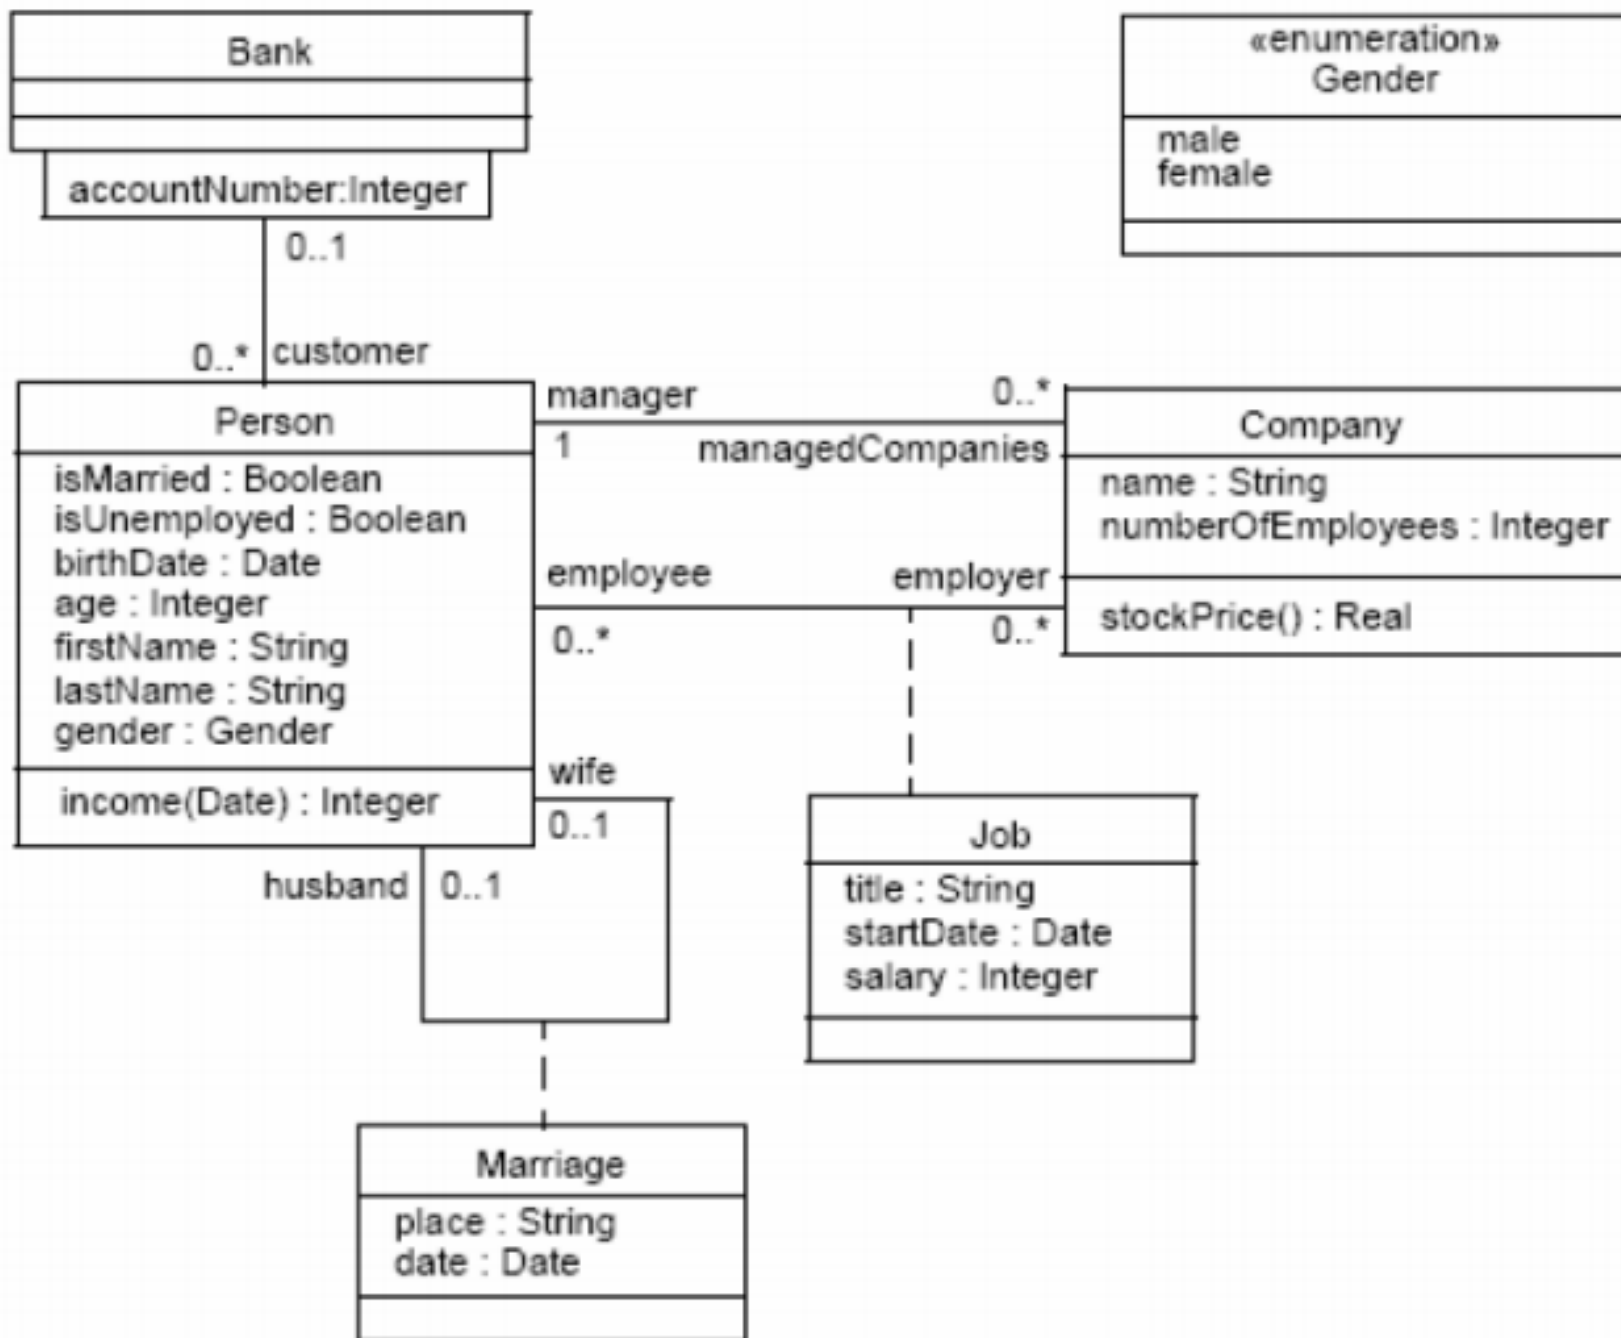 Bank
accountNumber:Integer
0..1
0..* customer
«enumeration»
Gender
male
female
Person
isMarried : Boolean
isUnemployed : Boolean
birthDate : Date
age : Integer
firstName : String
lastName : String
gender : Gender
income(Date) : Integer
manager
1
0..*
managedCompanies
employee
0..*
employer
0..*
Company
name : String
numberOfEmployees : Integer
stockPrice() : Real
wife
0..1
husband
0..1
Job
title : String
startDate : Date
salary : Integer
Marriage
place : String
date : Date